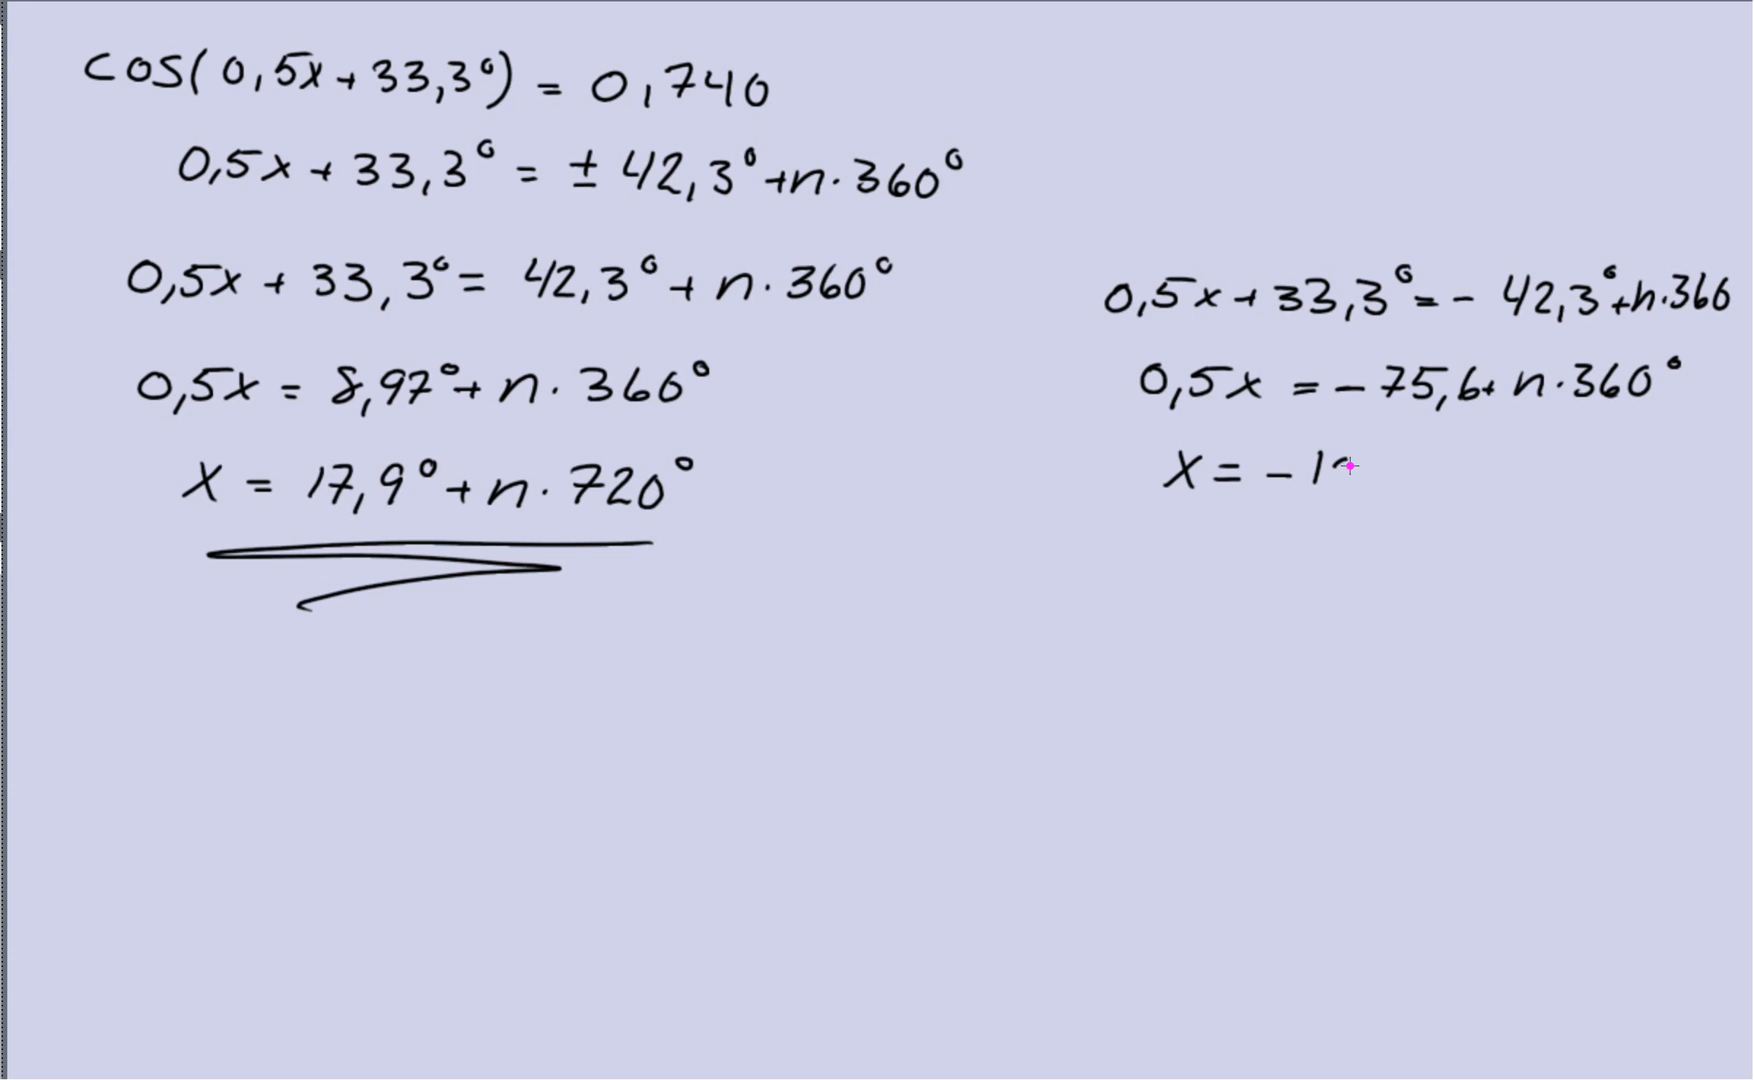 cos(0,5x + 33,3°) = 0,740
0,5x + 33,3° = ± 42,3° + n · 360°
0,5x + 33,3° = 42,3° + n · 360°
0,5x = 8,97° + n · 360°
x = 17,9° + n · 720°
0,5x + 33,3° = - 42,3° + n · 360
0,5x = - 75,6 + n · 360°
x = - 1